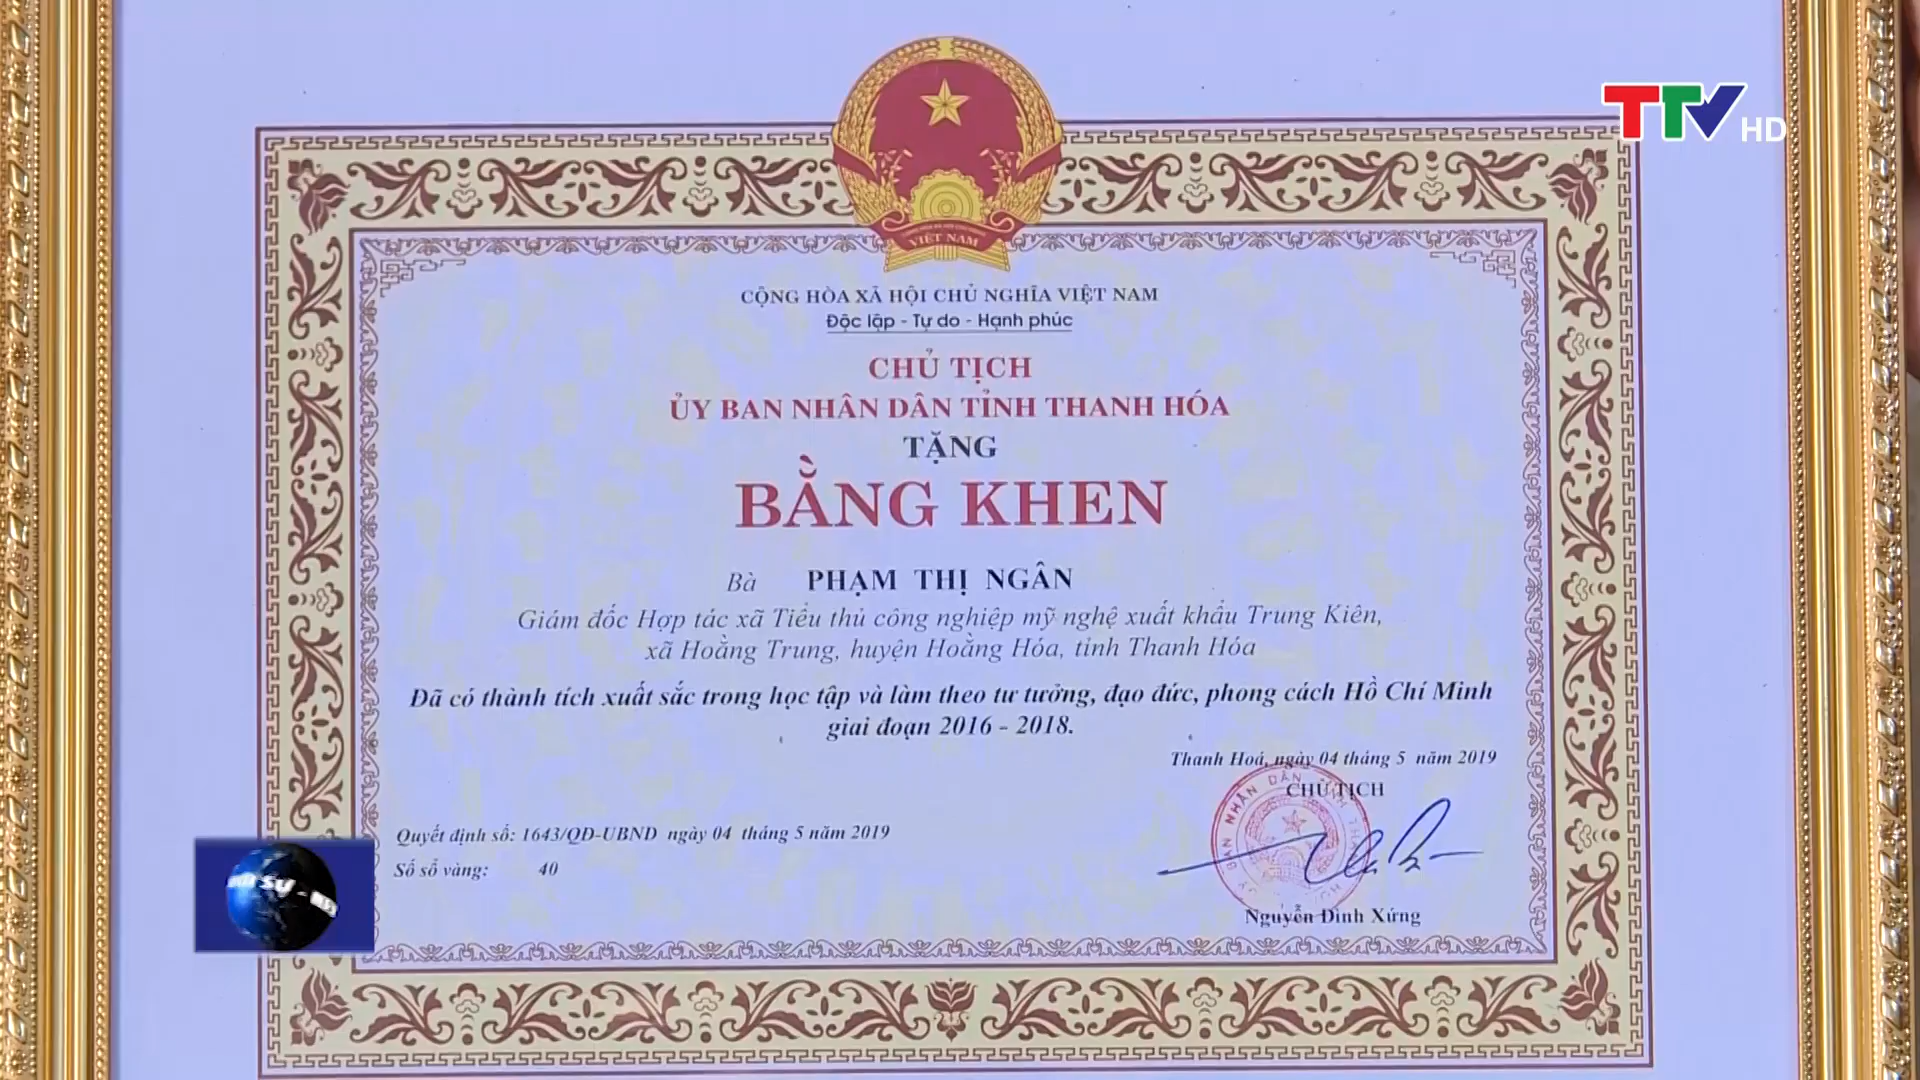 TTV HD
VIỆT NAM
CỘNG HÒA XÃ HỘI CHỦ NGHĨA VIỆT NAM
Độc lập - Tự do - Hạnh phúc
CHỦ TỊCH
ỦY BAN NHÂN DÂN TỈNH THANH HÓA
TẶNG
BẰNG KHEN
Bà PHẠM THỊ NGÂN
Giám đốc Hợp tác xã Tiểu thủ công nghiệp mỹ nghệ xuất khẩu Trung Kiên,
xã Hoằng Trung, huyện Hoằng Hóa, tỉnh Thanh Hóa
Đã có thành tích xuất sắc trong học tập và làm theo tư tưởng, đạo đức, phong cách Hồ Chí Minh
giai đoạn 2016 - 2018.
Thanh Hoá, ngày 04 tháng 5 năm 2019
CHỦ TỊCH
Quyết định số: 1643/QĐ-UBND ngày 04 tháng 5 năm 2019
Số sổ vàng: 40
Nguyễn Đình Xứng